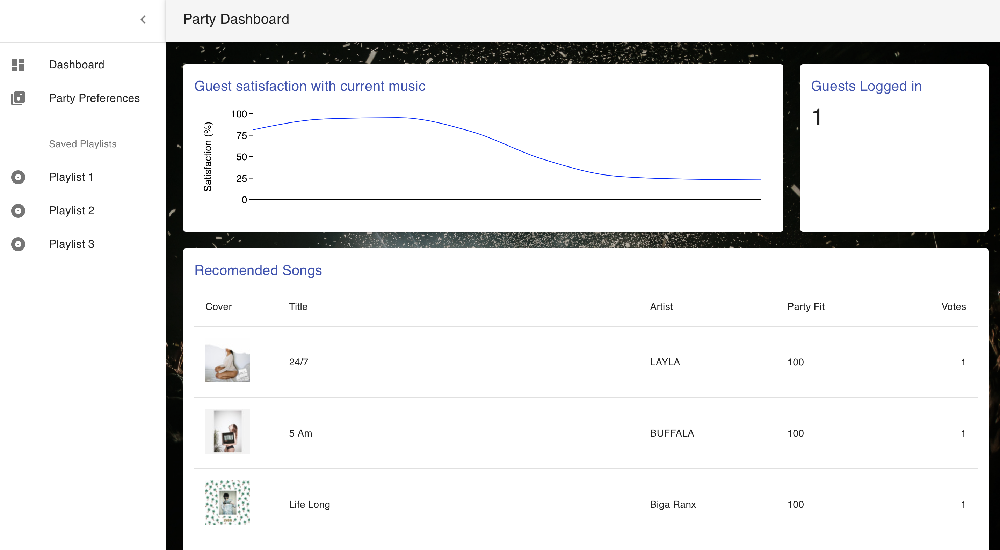 Party Dashboard
Dashboard
Party Preferences
Saved Playlists
Playlist 1
Playlist 2
Playlist 3
Guest satisfaction with current music
Satisfaction (%)
100
75
50
25
0
Guests Logged in
1
Recomended Songs
Cover Title Artist Party Fit Votes
24/7 LAYLA 100 1
5 Am BUFFALA 100 1
Life Long Biga Ranx 100 1